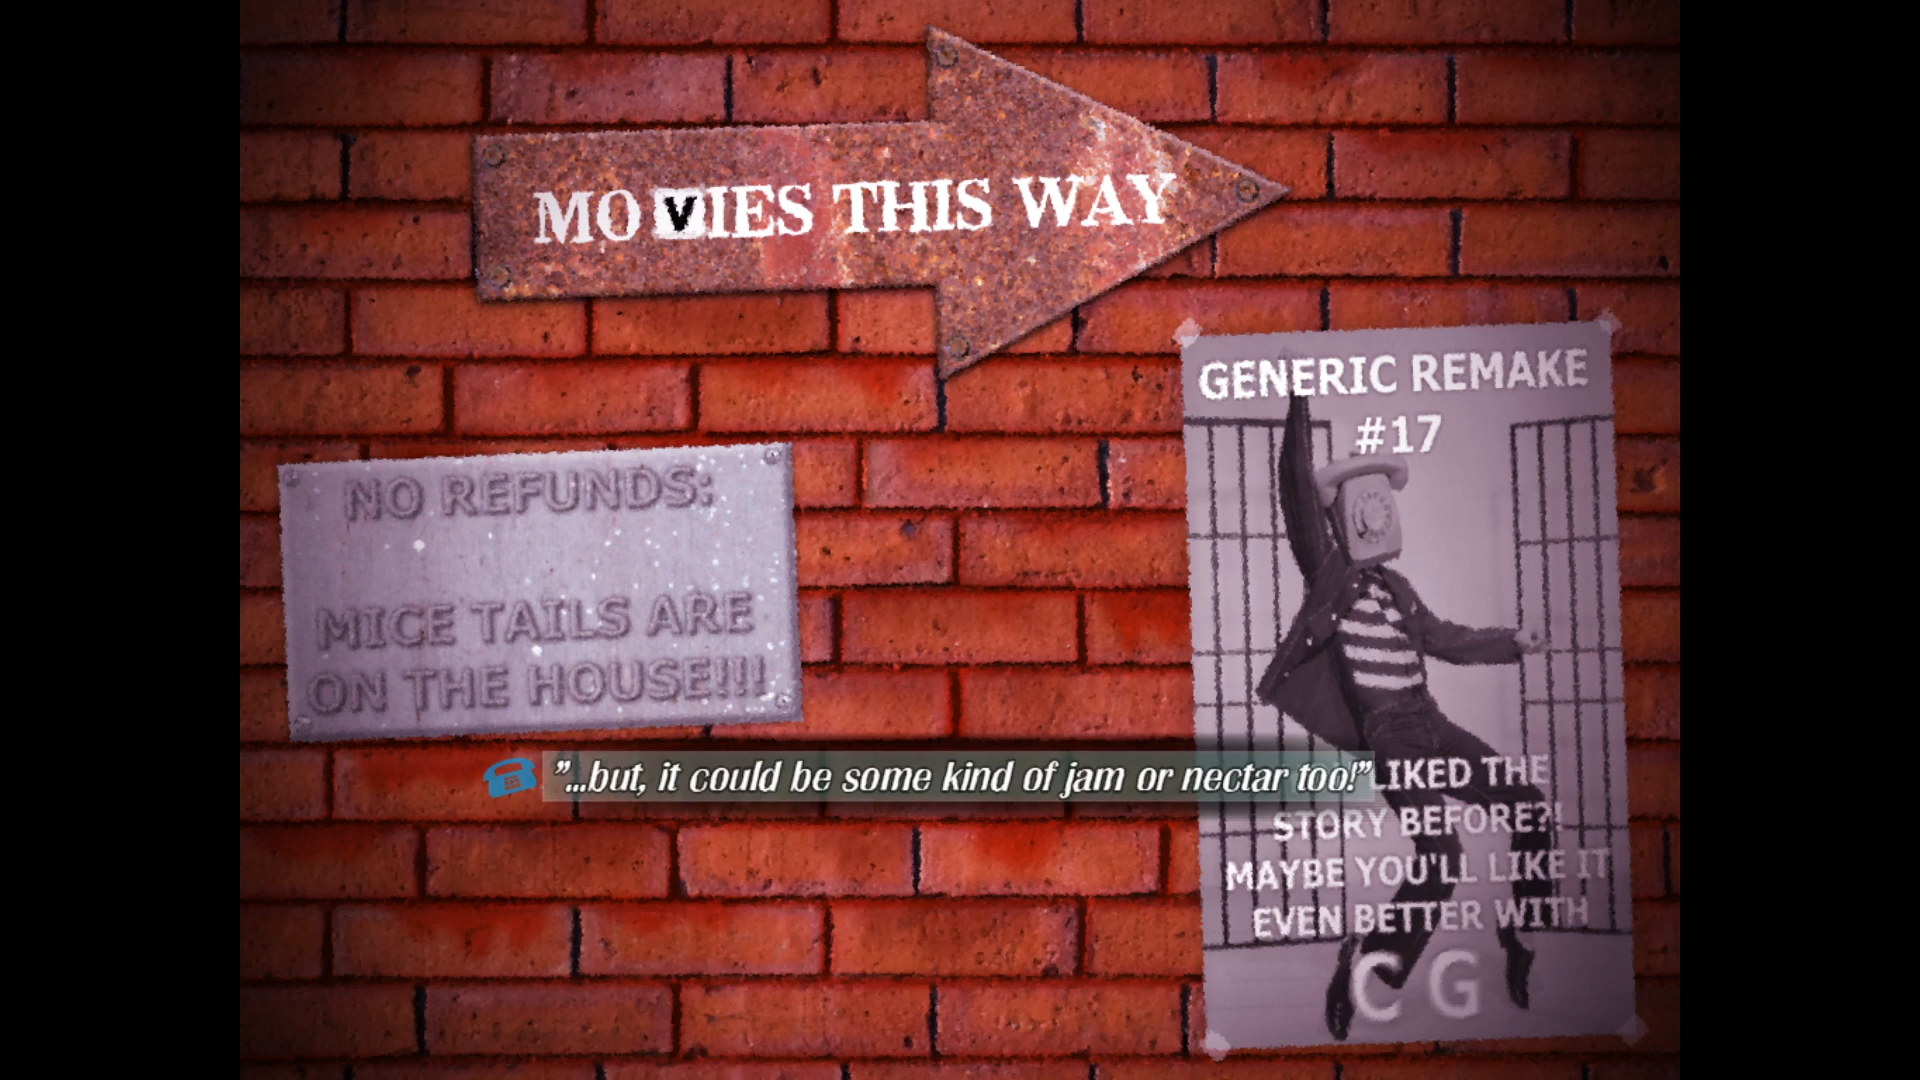 MOvIES THIS WAY
GENERIC REMAKE
#17
NO REFUNDS:
MICE TAILS ARE
ON THE HOUSE!!!
"...but, it could be some kind of jam or nectar too!"
LIKED THE
STORY BEFORE?!
MAYBE YOU'LL LIKE IT
EVEN BETTER WITH
CG